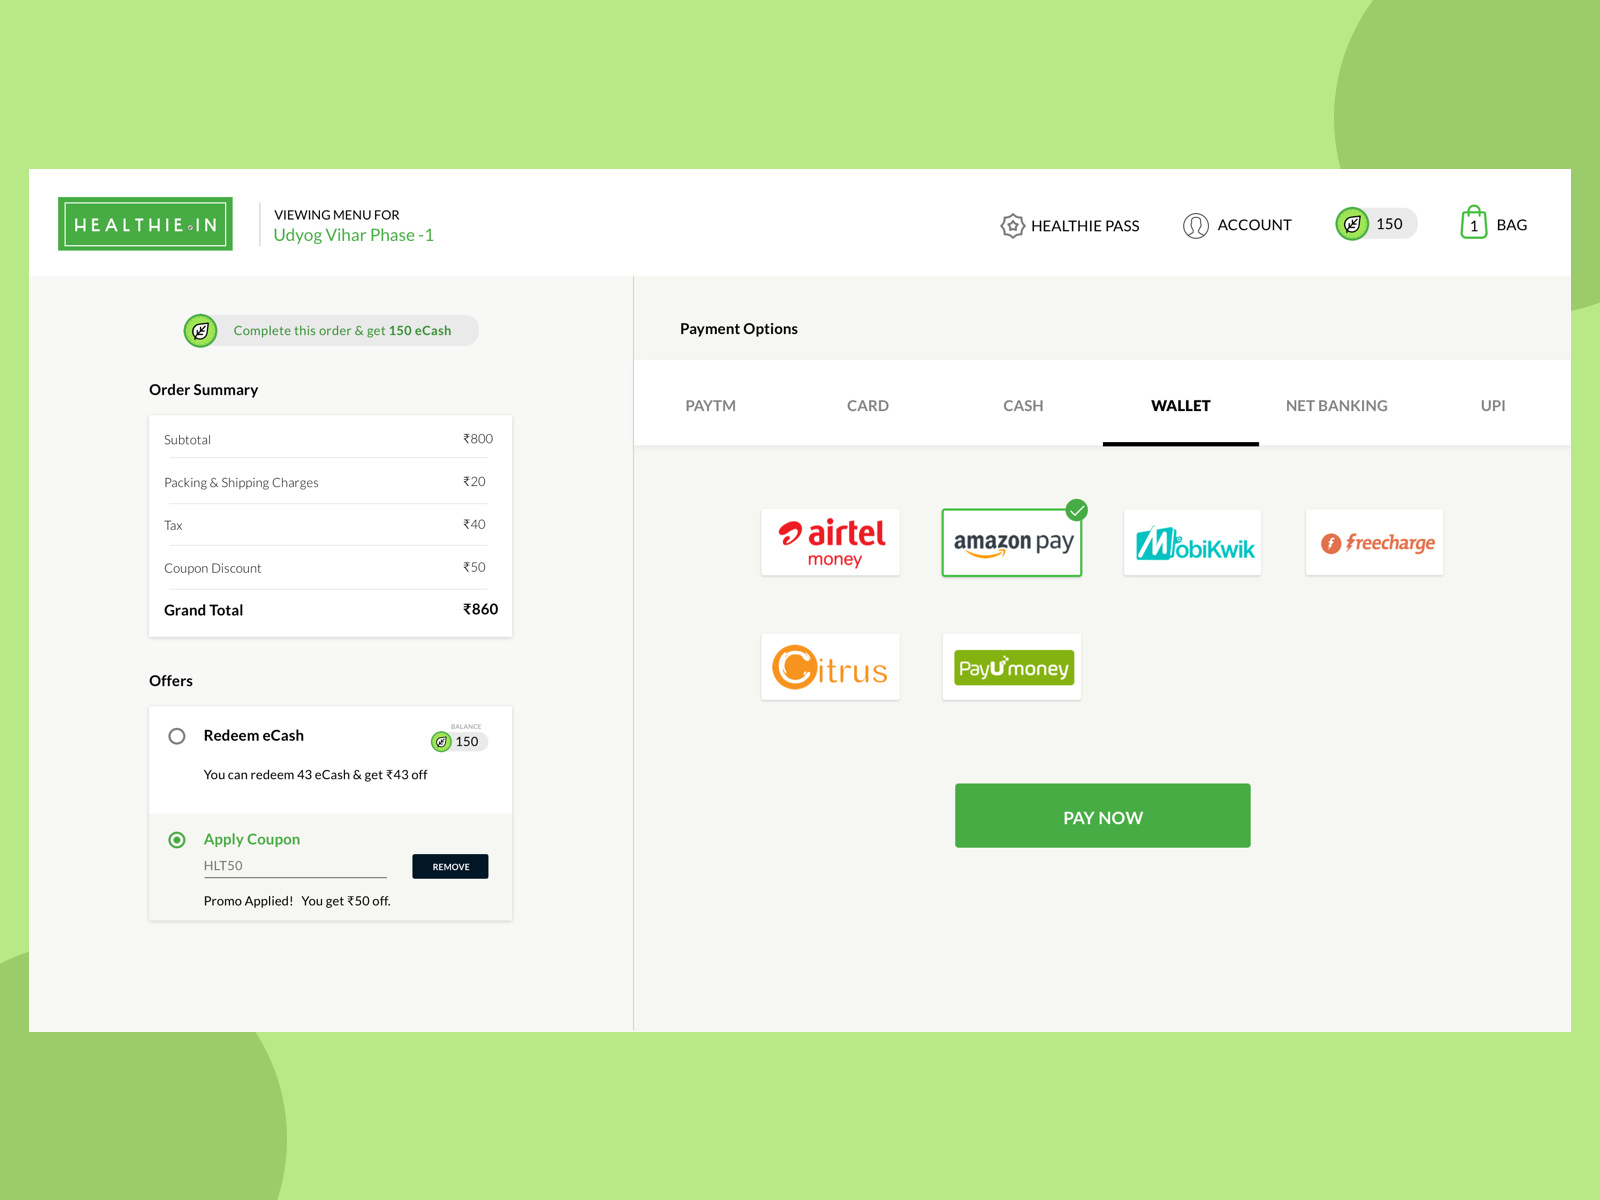 HEALTHIE.IN
VIEWING MENU FOR
Udyog Vihar Phase -1
HEALTHIE PASS
ACCOUNT
150
1
BAG
Complete this order & get 150 eCash
Order Summary
Subtotal ₹800
Packing & Shipping Charges ₹20
Tax ₹40
Coupon Discount ₹50
Grand Total ₹860
Offers
Redeem eCash
BALANCE
150
You can redeem 43 eCash & get ₹43 off
Apply Coupon
HLT50
REMOVE
Promo Applied! You get ₹50 off.
Payment Options
PAYTM CARD CASH WALLET NET BANKING UPI
airtel
money
amazon pay
MobiKwik
freecharge
Citrus
PayUmoney
PAY NOW